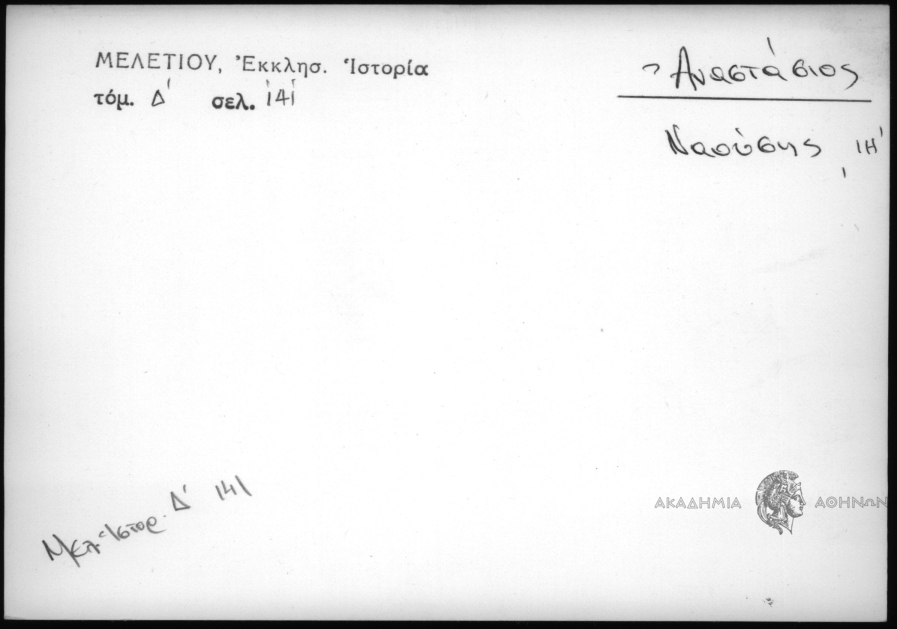 ΜΕΛΕΤΙΟΥ, Ἐκκλησ. Ἱστορία
τόμ. Δ' σελ. 141
Ἀναστάσιος
Ναούσης ΙΗ'
Μελ. Ἱστορ. Δ' 141
ΑΚΑΔΗΜΙΑ ΑΘΗΝΩΝ